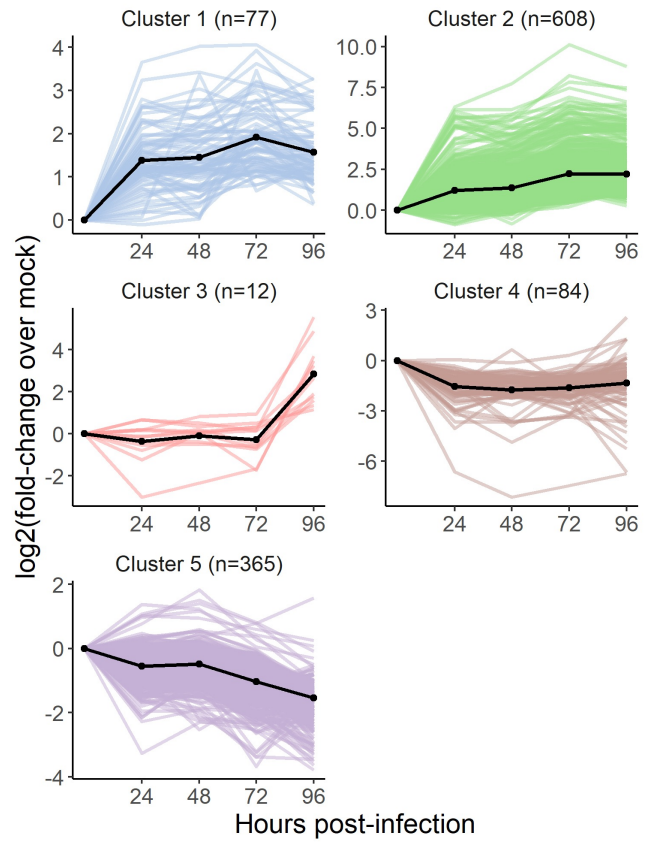 Cluster 1 (n=77)
Cluster 2 (n=608)
4
3
2
1
0
24 48 72 96
10.0
7.5
5.0
2.5
0.0
24 48 72 96
log2(fold-change over mock)
Cluster 3 (n=12)
Cluster 4 (n=84)
4
2
0
-2
24 48 72 96
3
0
-3
-6
24 48 72 96
Cluster 5 (n=365)
2
0
-2
-4
24 48 72 96
Hours post-infection